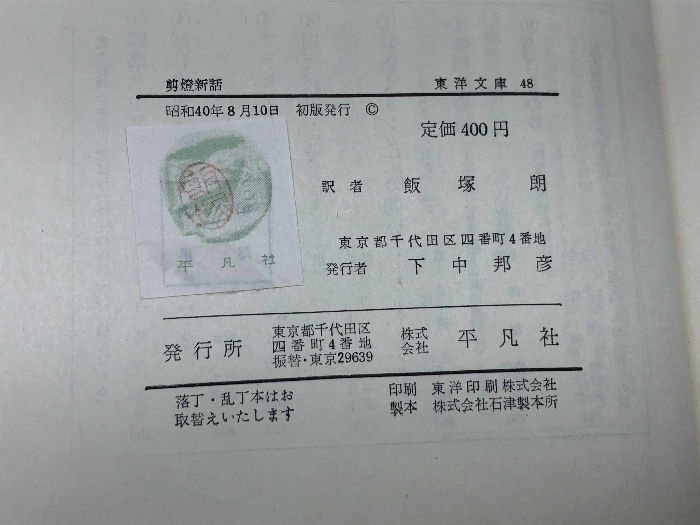 剪燈新話 東洋文庫 48
昭和40年8月10日 初版発行 ©
定価 400 円
訳者 飯塚朗
東京都千代田区四番町4番地
発行者 下中邦彦
平凡社
発行所 東京都千代田区四番町4番地 振替・東京29639 株式会社 平凡社
落丁・乱丁本はお
取替えいたします
印刷 東洋印刷株式会社
製本 株式会社石津製本所